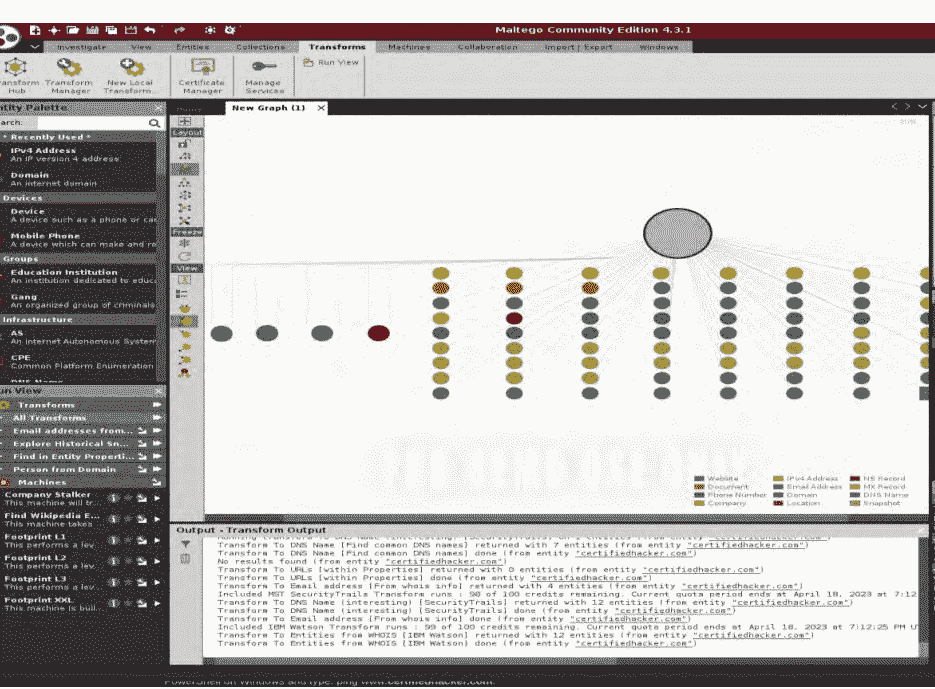 Maltego Community Edition 4.3.1
Investigate View Entities Collections Transforms Machines Collaboration Import | Export Windows
Run View
Transform Hub
Transform Manager
New Local Transform...
Certificate Manager
Manage Services
Entity Palette
New Graph (1)
Search:
Layout
* Recently Used *
IPv4 Address
An IP version 4 address
Domain
An internet domain
Devices
Device
A device such as a phone or
Mobile Phone
A device which can make and
Freeze
Groups
View
Education Institution
An institution dedicated to
Gang
An organized group of criminals
Infrastructure
AS
An internet Autonomous System
CPE
Common Platform Enumeration
DNS Name
Run View
Transforms
All Transforms
Email addresses from...
Explore Historical Sn...
Find in Entity Properti...
Person from Domain
Machines
Company Stalker
This machine will tr...
Find Wikipedia E...
This machine takes
Footprint L1
This performs a lev...
Footprint L2
This performs a lev...
Footprint L3
This performs a lev...
Footprint XXL
This machine is buil...
Website IPv4 Address NS Record
Document Email Address MX Record
Phone Number Domain DNS Name
Company Location Snapshot
Output - Transform Output
Transform To DNS Name [Find common DNS names] returned with 7 entities (from entity "certifiedhacker.com")
Transform To DNS Name [Find common DNS names] done (from entity "certifiedhacker.com")
No results found (from entity "certifiedhacker.com")
Transform To URLs [within Properties] returned with 0 entities (from entity "certifiedhacker.com")
Transform To URLs [within Properties] done (from entity "certifiedhacker.com")
Transform To Email address [From whois info] returned with 4 entities (from entity "certifiedhacker.com")
Included MST SecurityTrails Transform runs : 98 of 100 credits remaining. Current quota period ends at April 18, 2023 at 7:12
Transform To DNS Name (interesting) [SecurityTrails] returned with 12 entities (from entity "certifiedhacker.com")
Transform To DNS Name (interesting) [SecurityTrails] done (from entity "certifiedhacker.com")
Transform To Email address [From whois info] done (from entity "certifiedhacker.com")
Included IBM Watson Transform runs : 99 of 100 credits remaining. Current quota period ends at April 18, 2023 at 7:12:25 PM
Transform To Entities from WHOIS [IBM Watson] returned with 12 entities (from entity "certifiedhacker.com")
Transform To Entities from WHOIS [IBM Watson] done (from entity "certifiedhacker.com")
PowerShell on Windows and type: ping www.certifiedhacker.com.